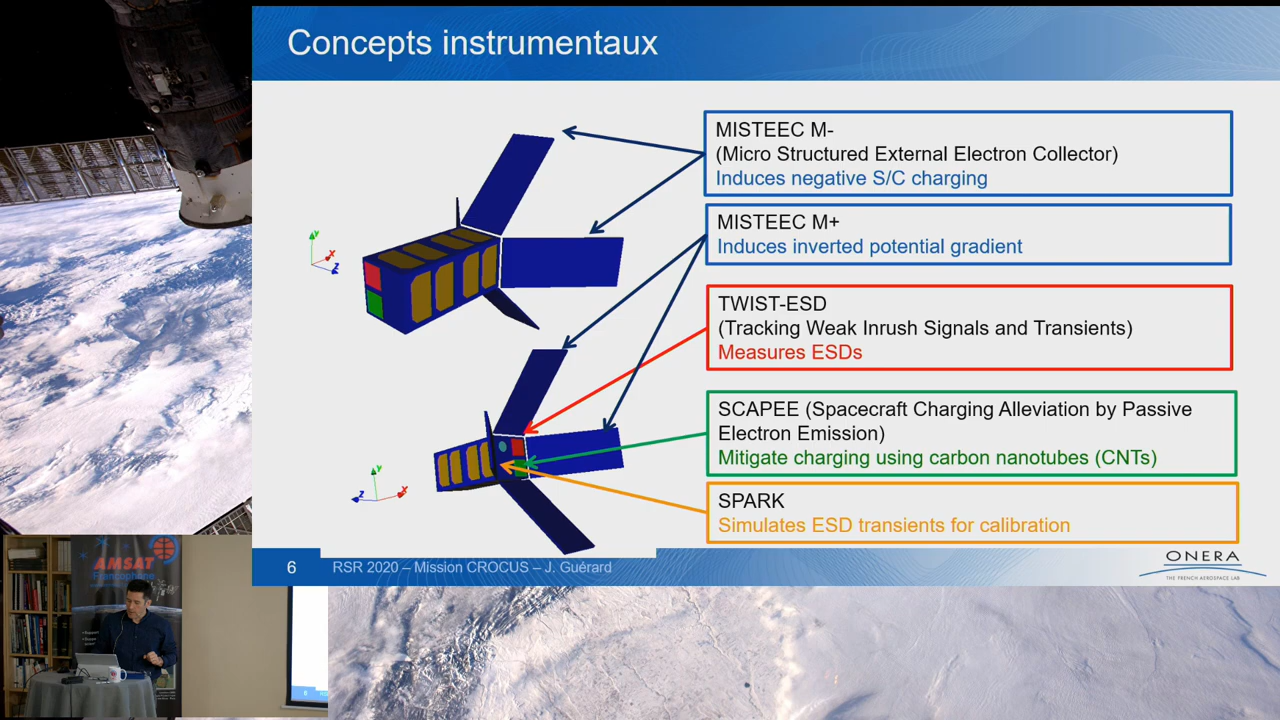 Concepts instrumentaux
MISTEEC M-
(Micro Structured External Electron Collector)
Induces negative S/C charging
MISTEEC M+
Induces inverted potential gradient
TWIST-ESD
(Tracking Weak Inrush Signals and Transients)
Measures ESDs
SCAPEE (Spacecraft Charging Alleviation by Passive
Electron Emission)
Mitigate charging using carbon nanotubes (CNTs)
SPARK
Simulates ESD transients for calibration
Y
X
Z
Y
Z
X
6
RSR 2020 – Mission CROCUS – J. Guérard
ONERA
THE FRENCH AEROSPACE LAB
AMSAT
Francophone